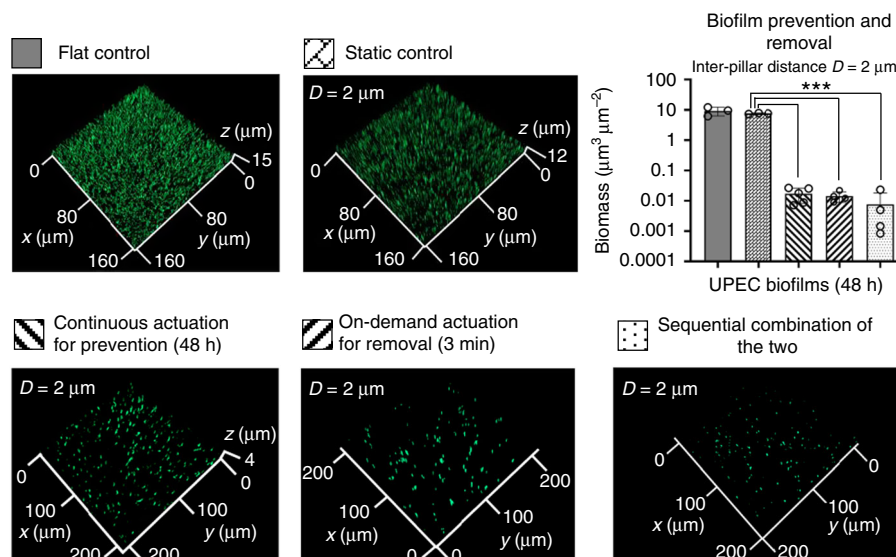 Flat control
Static control
Biofilm prevention and
removal
Inter-pillar distance D = 2 μm
z (μm)
15
0
0
80
80
x (μm)
y (μm)
160
160
D = 2 μm
z (μm)
12
0
0
80
80
x (μm)
y (μm)
160
160
Biomass (μm³ μm⁻²)
100
10
1
0.1
0.01
0.001
0.0001
***
UPEC biofilms (48 h)
Continuous actuation
for prevention (48 h)
On-demand actuation
for removal (3 min)
Sequential combination of
the two
D = 2 μm
z (μm)
4
0
0
100
100
x (μm)
y (μm)
200
200
D = 2 μm
200
200
100
100
x (μm)
y (μm)
0
0
D = 2 μm
0
0
100
100
x (μm)
y (μm)
200
200